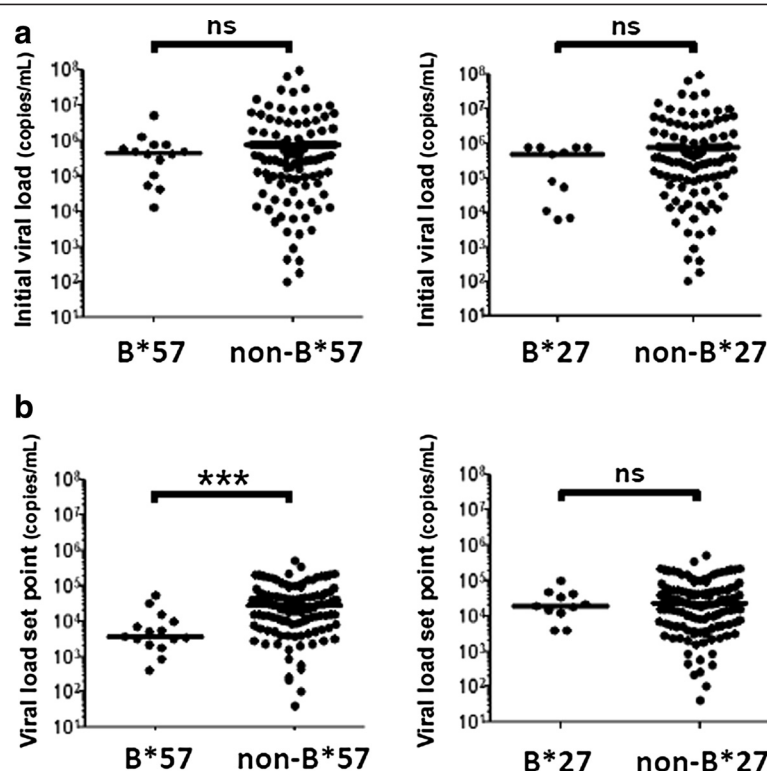 a
ns
Initial viral load (copies/mL)
10⁸
10⁷
10⁶
10⁵
10⁴
10³
10²
10¹
B*57
non-B*57
ns
Initial viral load (copies/mL)
10⁸
10⁷
10⁶
10⁵
10⁴
10³
10²
10¹
B*27
non-B*27
b
***
Viral load set point (copies/mL)
10⁸
10⁷
10⁶
10⁵
10⁴
10³
10²
10¹
B*57
non-B*57
ns
Viral load set point (copies/mL)
10⁸
10⁷
10⁶
10⁵
10⁴
10³
10²
10¹
B*27
non-B*27